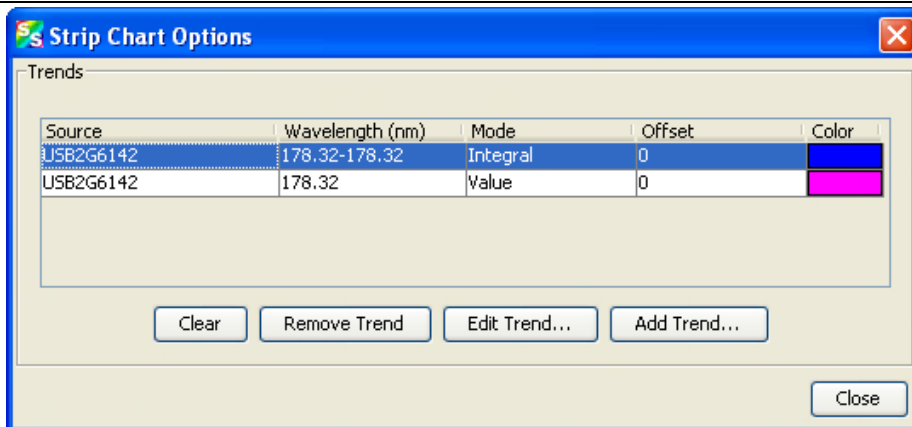 SS Strip Chart Options
Trends
Source Wavelength (nm) Mode Offset Color
USB2G6142 178.32-178.32 Integral 0
USB2G6142 178.32 Value 0
Clear Remove Trend Edit Trend... Add Trend...
Close